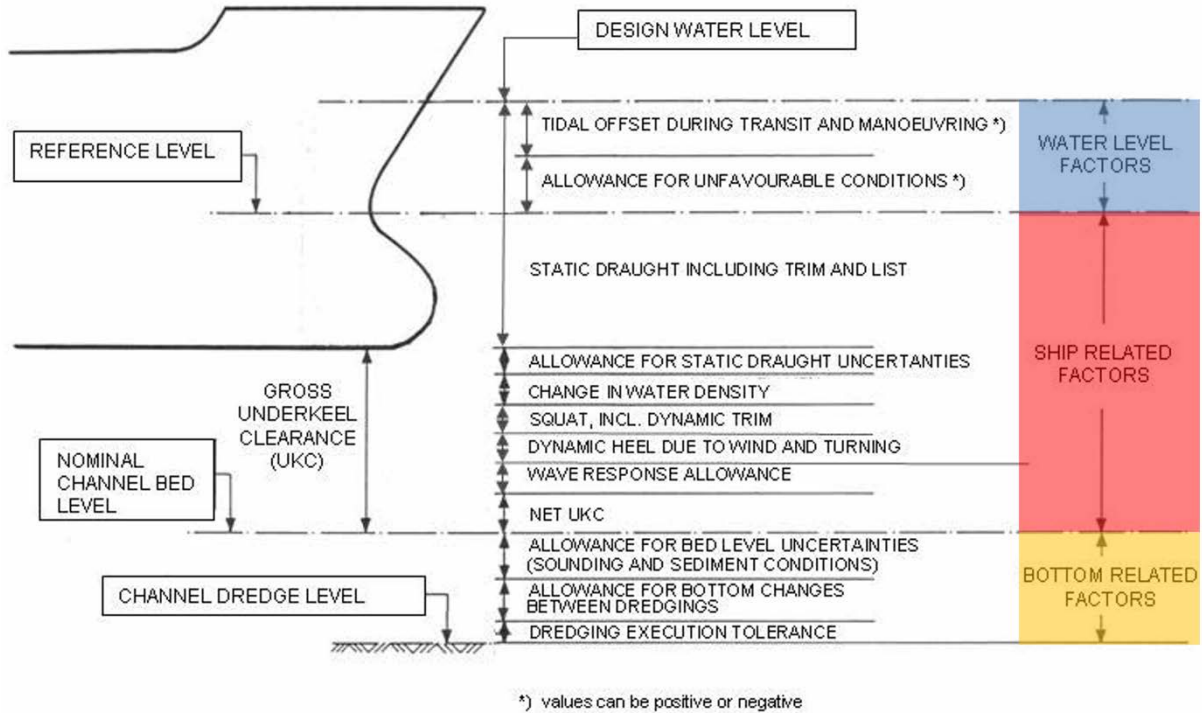 DESIGN WATER LEVEL
TIDAL OFFSET DURING TRANSIT AND MANOEUVRING *)
WATER LEVEL
FACTORS
REFERENCE LEVEL
ALLOWANCE FOR UNFAVOURABLE CONDITIONS *)
STATIC DRAUGHT INCLUDING TRIM AND LIST
SHIP RELATED
FACTORS
ALLOWANCE FOR STATIC DRAUGHT UNCERTANTIES
CHANGE IN WATER DENSITY
SQUAT, INCL. DYNAMIC TRIM
DYNAMIC HEEL DUE TO WIND AND TURNING
WAVE RESPONSE ALLOWANCE
NET UKC
GROSS
UNDERKEEL
CLEARANCE
(UKC)
NOMINAL
CHANNEL BED
LEVEL
ALLOWANCE FOR BED LEVEL UNCERTAINTIES
(SOUNDING AND SEDIMENT CONDITIONS)
ALLOWANCE FOR BOTTOM CHANGES
BETWEEN DREDGINGS
DREDGING EXECUTION TOLERANCE
BOTTOM RELATED
FACTORS
CHANNEL DREDGE LEVEL
*) values can be positive or negative